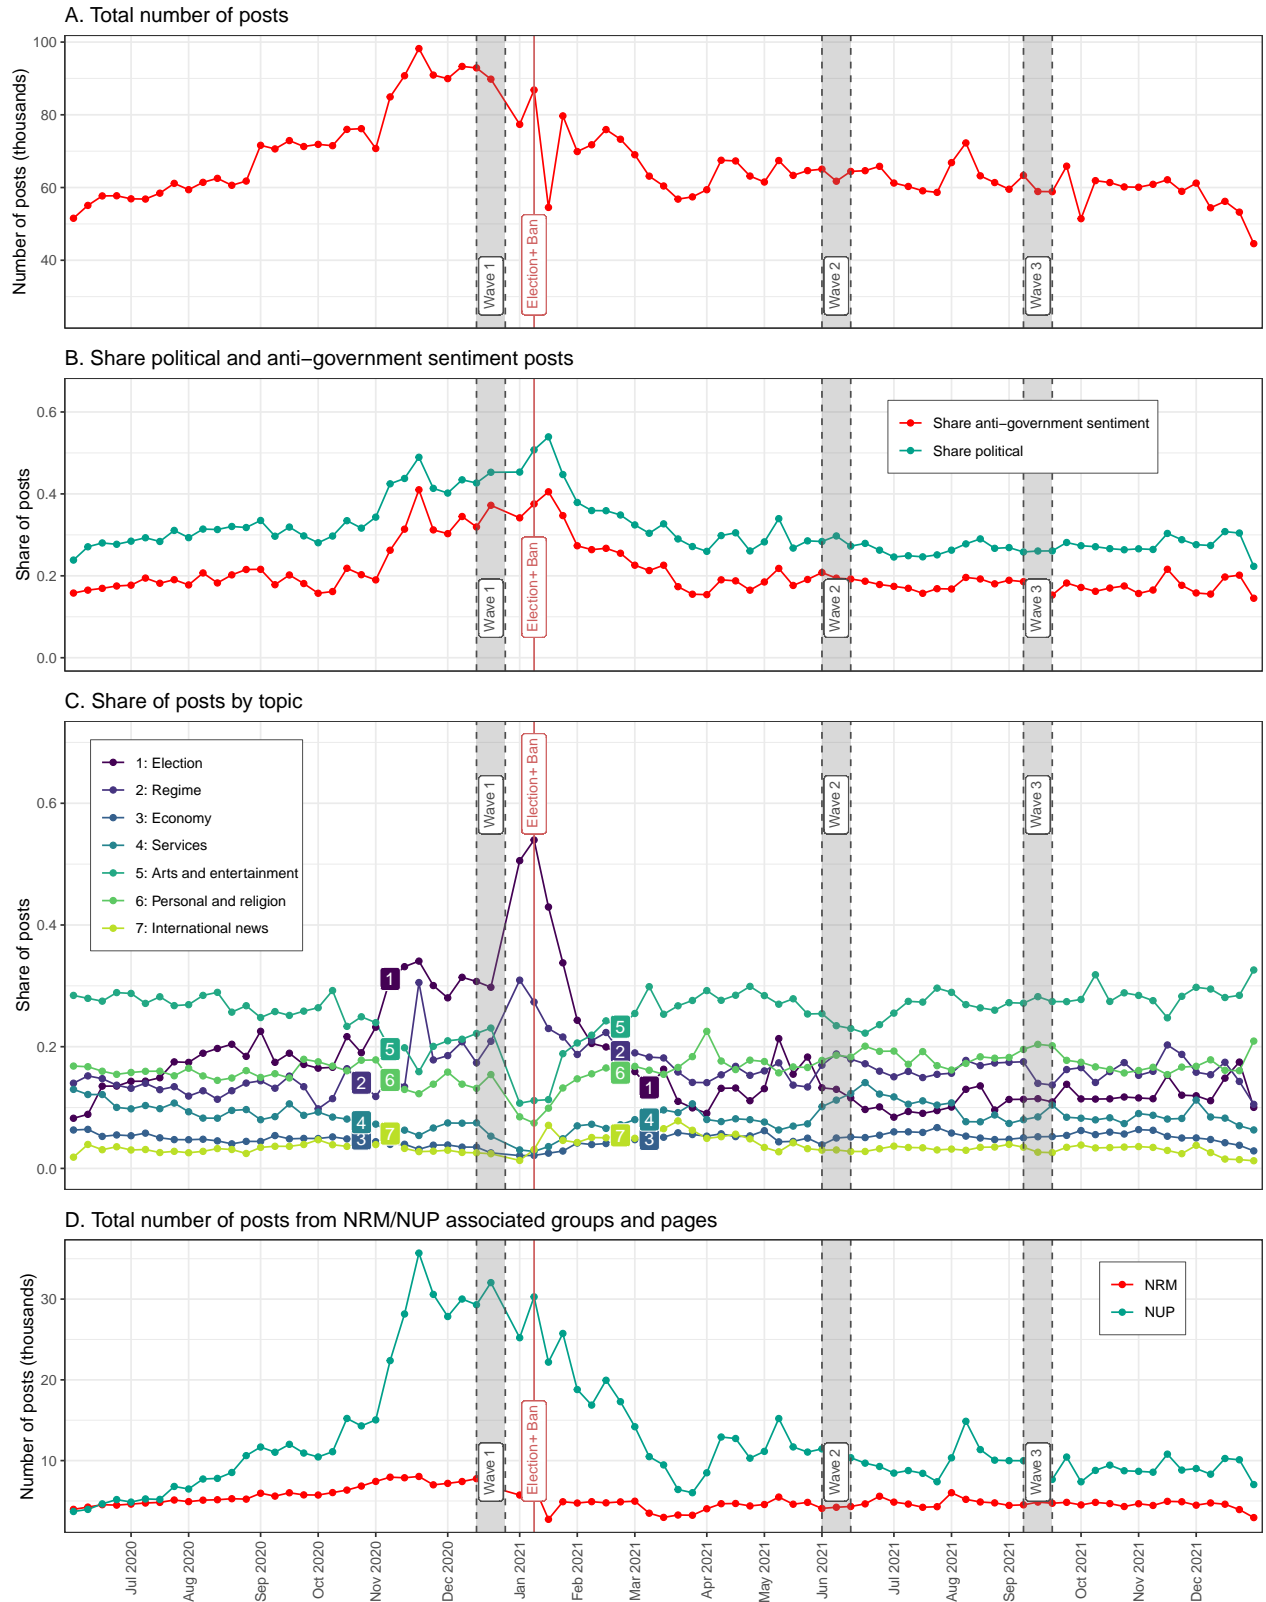 A. Total number of posts
Number of posts (thousands)
100
80
60
40
Wave 1
Election+ Ban
Wave 2
Wave 3
B. Share political and anti−government sentiment posts
Share of posts
0.6
0.4
0.2
0.0
Share anti−government sentiment
Share political
Wave 1
Election+ Ban
Wave 2
Wave 3
C. Share of posts by topic
Share of posts
0.6
0.4
0.2
0.0
1: Election
2: Regime
3: Economy
4: Services
5: Arts and entertainment
6: Personal and religion
7: International news
Wave 1
Election+ Ban
Wave 2
Wave 3
1
5
2
6
4
3
7
5
2
6
1
4
7
3
D. Total number of posts from NRM/NUP associated groups and pages
Number of posts (thousands)
30
20
10
NRM
NUP
Wave 1
Election+ Ban
Wave 2
Wave 3
Jul 2020
Aug 2020
Sep 2020
Oct 2020
Nov 2020
Dec 2020
Jan 2021
Feb 2021
Mar 2021
Apr 2021
May 2021
Jun 2021
Jul 2021
Aug 2021
Sep 2021
Oct 2021
Nov 2021
Dec 2021